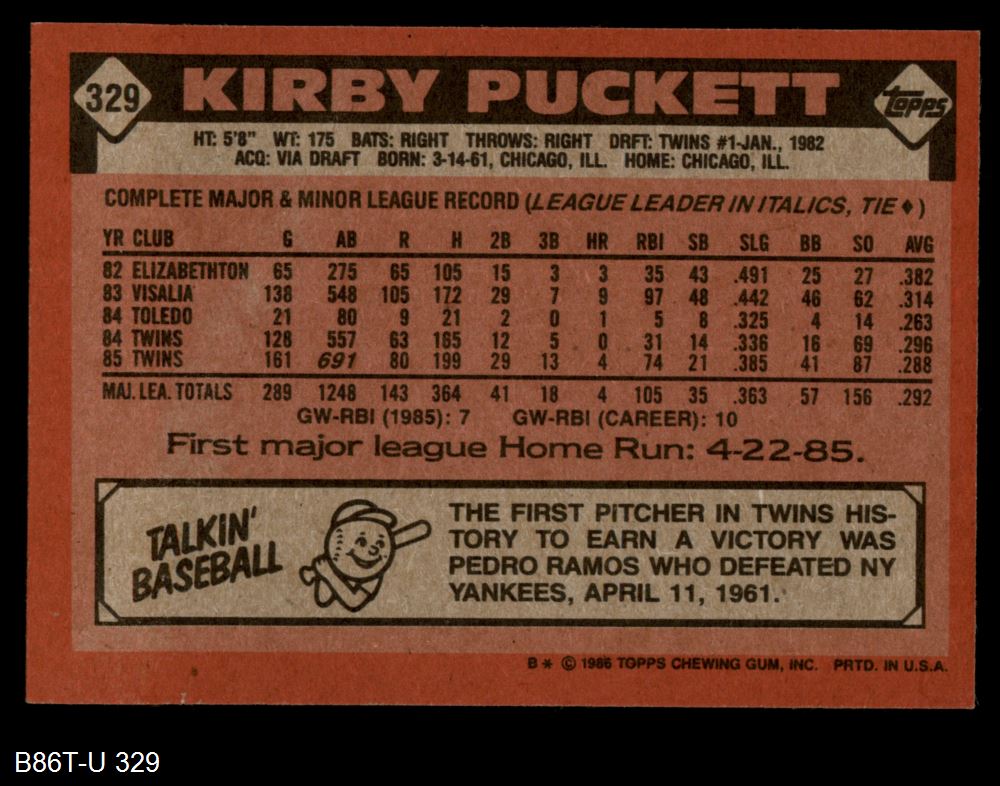 329 KIRBY PUCKETT topps
HT: 5'8" WT: 175 BATS: RIGHT THROWS: RIGHT DRFT: TWINS #1-JAN., 1982
ACQ: VIA DRAFT BORN: 3-14-61, CHICAGO, ILL. HOME: CHICAGO, ILL.
COMPLETE MAJOR & MINOR LEAGUE RECORD (LEAGUE LEADER IN ITALICS, TIE ♦)
YR CLUB G AB R H 2B 3B HR RBI SB SLG BB SO AVG
82 ELIZABETHTON 65 275 65 105 15 3 3 35 43 .491 25 27 .382
83 VISALIA 138 548 105 172 29 7 9 97 48 .442 46 62 .314
84 TOLEDO 21 80 9 21 2 0 1 5 8 .325 4 14 .263
84 TWINS 128 557 63 165 12 5 0 31 14 .336 16 69 .296
85 TWINS 161 691 80 199 29 13 4 74 21 .385 41 87 .288
MAJ. LEA. TOTALS 289 1248 143 364 41 18 4 105 35 .363 57 156 .292
GW-RBI (1985): 7 GW-RBI (CAREER): 10
First major league Home Run: 4-22-85.
TALKIN'
BASEBALL
THE FIRST PITCHER IN TWINS HIS-
TORY TO EARN A VICTORY WAS
PEDRO RAMOS WHO DEFEATED NY
YANKEES, APRIL 11, 1961.
B* © 1986 TOPPS CHEWING GUM, INC. PRTD. IN U.S.A.
B86T-U 329